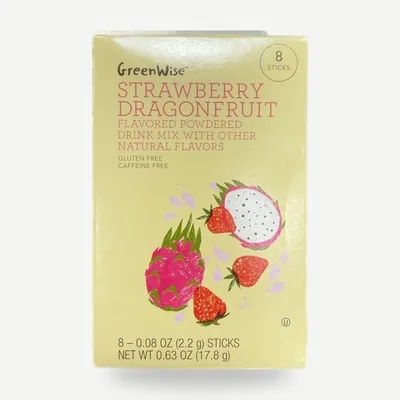 8
STICKS
GreenWise
STRAWBERRY
DRAGONFRUIT
FLAVORED POWDERED
DRINK MIX WITH OTHER
NATURAL FLAVORS
GLUTEN FREE
CAFFEINE FREE
U
8 – 0.08 OZ (2.2 g) STICKS
NET WT 0.63 OZ (17.8 g)